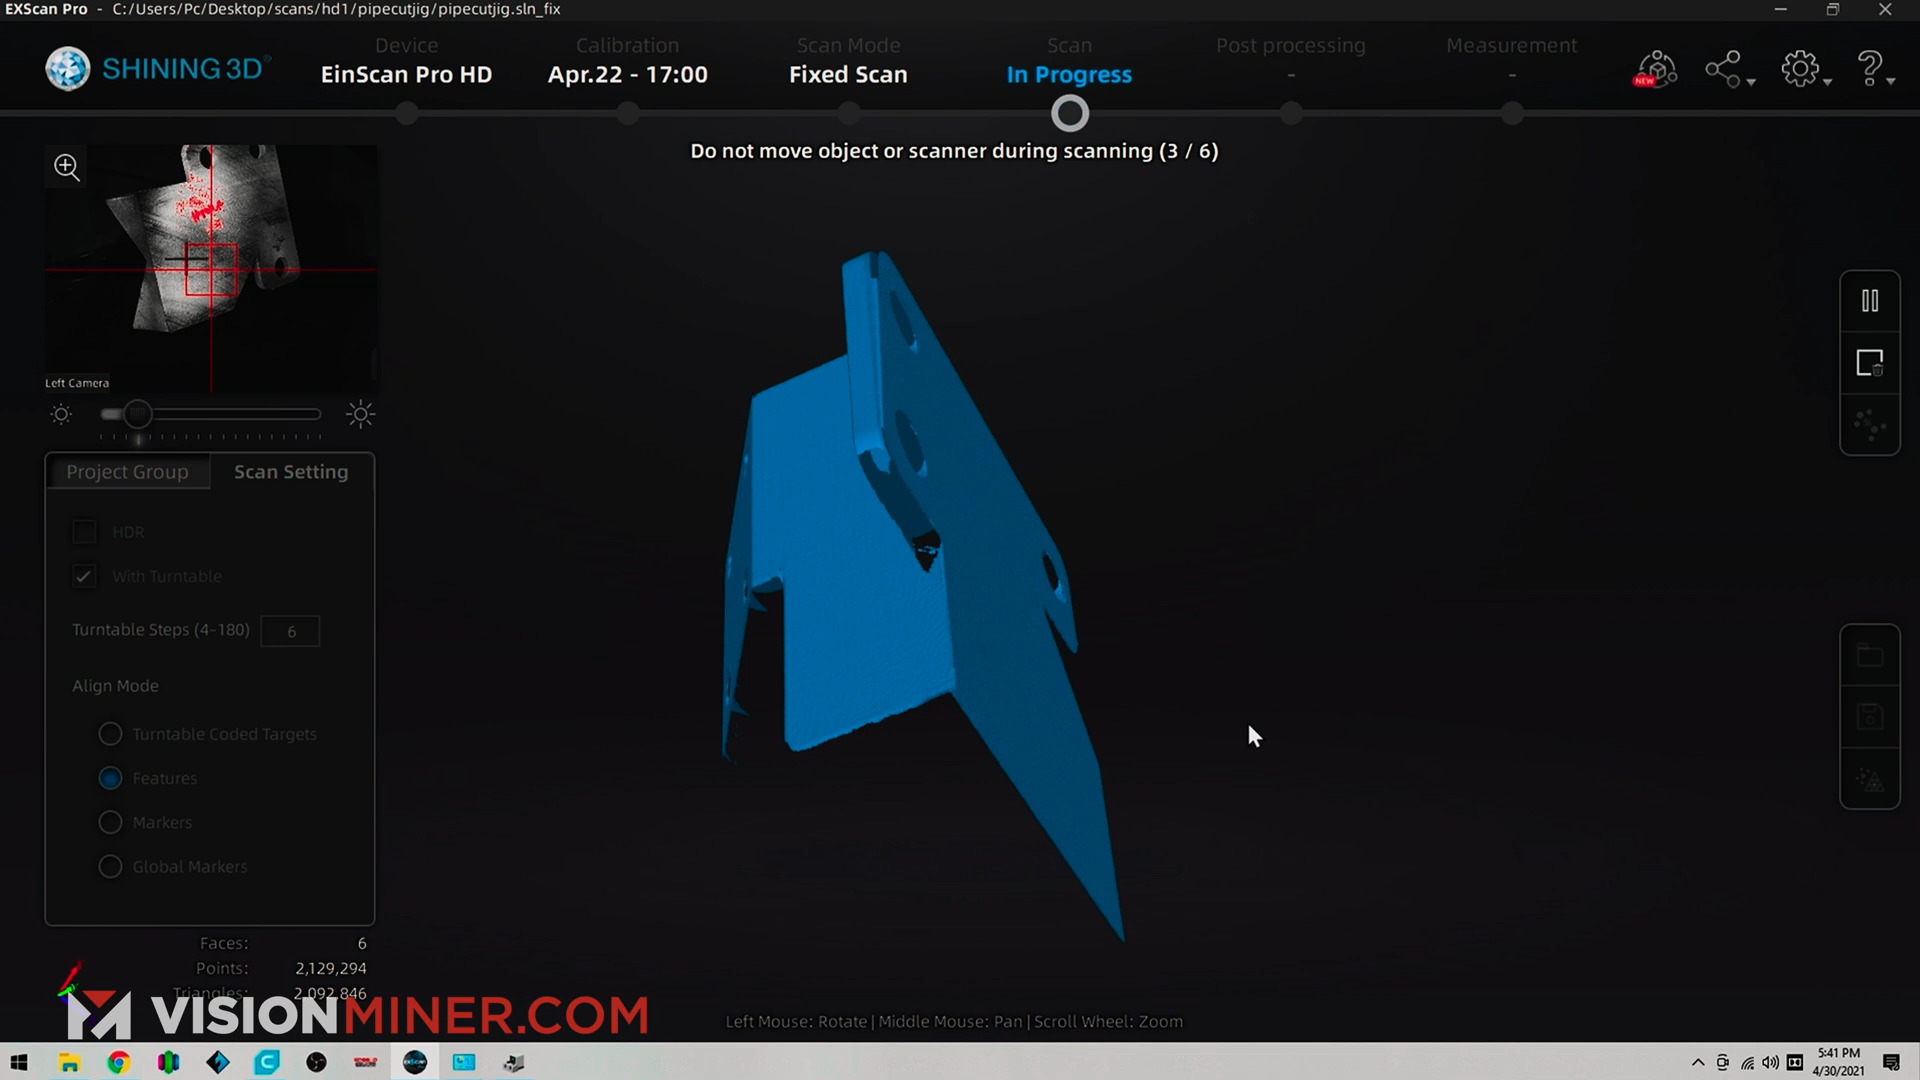 EXScan Pro - C:/Users/Pc/Desktop/scans/hd1/pipecutjig/pipecutjig.sln_fix
SHINING 3D®
Device
EinScan Pro HD
Calibration
Apr.22 - 17:00
Scan Mode
Fixed Scan
Scan
In Progress
Post processing
-
Measurement
-
NEW
Do not move object or scanner during scanning (3 / 6)
Left Camera
Project Group
Scan Setting
HDR
With Turntable
Turntable Steps (4-180) 6
Align Mode
Turntable Coded Targets
Features
Markers
Global Markers
Faces: 6
Points: 2,129,294
Triangles: 2,092,846
VISIONMINER.COM
Left Mouse: Rotate | Middle Mouse: Pan | Scroll Wheel: Zoom
5:41 PM
4/30/2021